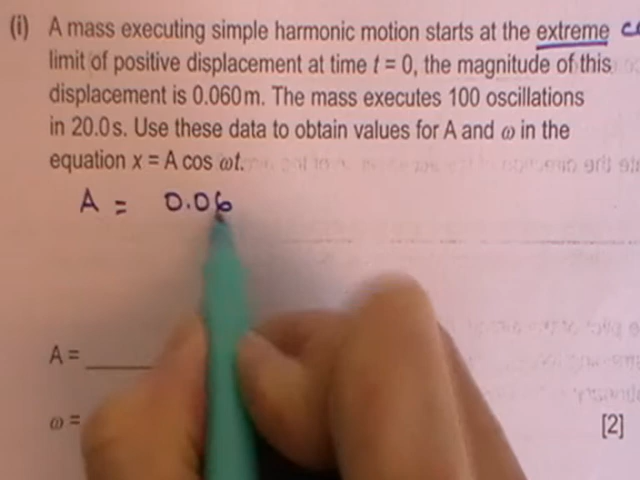 (i) A mass executing simple harmonic motion starts at the extreme
limit of positive displacement at time t = 0, the magnitude of this
displacement is 0.060 m. The mass executes 100 oscillations
in 20.0 s. Use these data to obtain values for A and ω in the
equation x = A cos ωt.
A = 0.06
A = ______
ω =
[2]